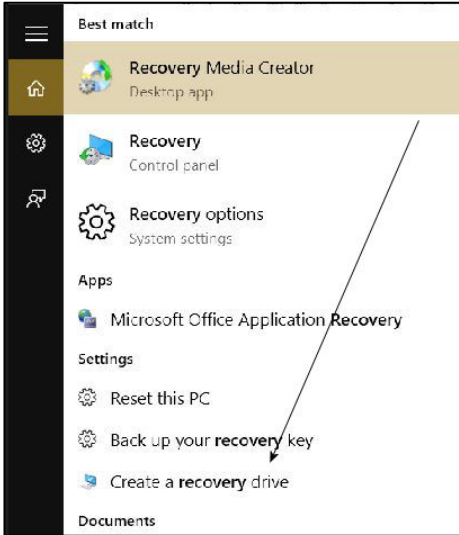 Best match
Recovery Media Creator
Desktop app
Recovery
Control panel
Recovery options
System settings
Apps
Microsoft Office Application Recovery
Settings
Reset this PC
Back up your recovery key
Create a recovery drive
Documents